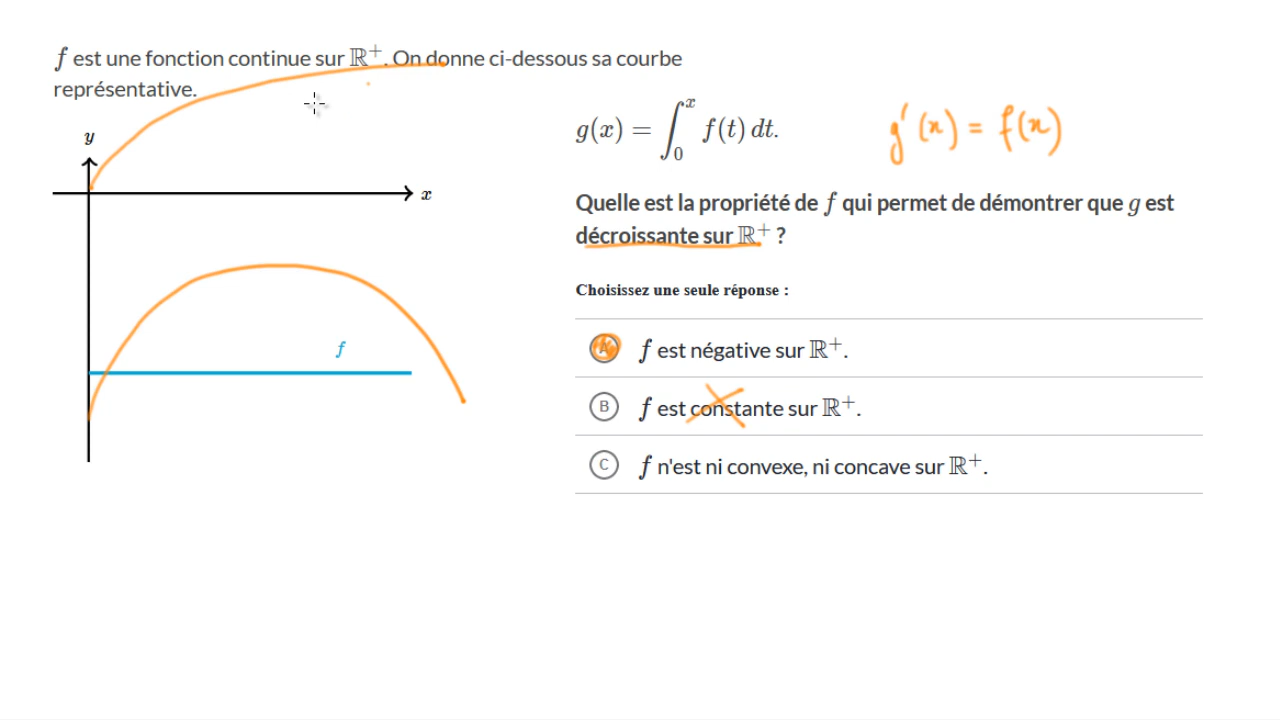 f est une fonction continue sur ℝ⁺. On donne ci-dessous sa courbe
représentative.
y
x
f
g(x) = ∫₀ˣ f(t) dt.
g'(x) = f(x)
Quelle est la propriété de f qui permet de démontrer que g est
décroissante sur ℝ⁺ ?
Choisissez une seule réponse :
A f est négative sur ℝ⁺.
B f est constante sur ℝ⁺.
C f n'est ni convexe, ni concave sur ℝ⁺.